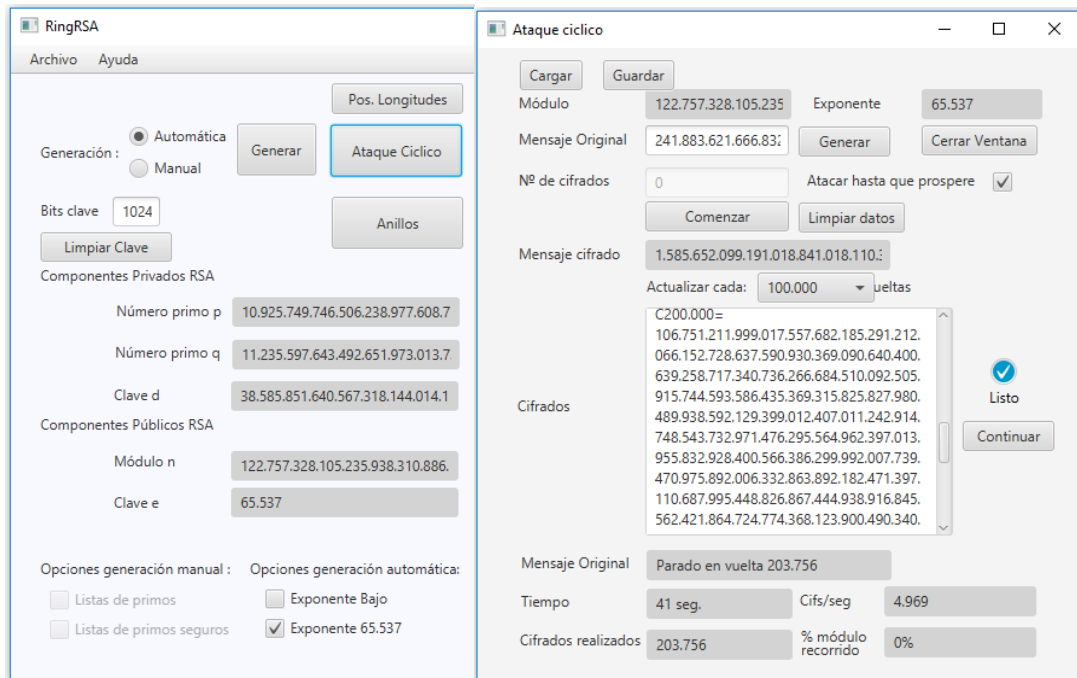 RingRSA
Archivo Ayuda
Pos. Longitudes
Generación :
Automática
Manual
Generar
Ataque Ciclico
Bits clave 1024
Anillos
Limpiar Clave
Componentes Privados RSA
Número primo p 10.925.749.746.506.238.977.608.7
Número primo q 11.235.597.643.492.651.973.013.7
Clave d 38.585.851.640.567.318.144.014.1
Componentes Públicos RSA
Módulo n 122.757.328.105.235.938.310.886.
Clave e 65.537
Opciones generación manual : Opciones generación automática:
Listas de primos Exponente Bajo
Listas de primos seguros Exponente 65.537
Ataque ciclico
Cargar Guardar
Módulo 122.757.328.105.235 Exponente 65.537
Mensaje Original 241.883.621.666.832 Generar Cerrar Ventana
Nº de cifrados 0 Atacar hasta que prospere
Comenzar Limpiar datos
Mensaje cifrado 1.585.652.099.191.018.841.018.110.3
Actualizar cada: 100.000 ueltas
C200.000=
106.751.211.999.017.557.682.185.291.212.
066.152.728.637.590.930.369.090.640.400.
639.258.717.340.736.266.684.510.092.505.
915.744.593.586.435.369.315.825.827.980.
489.938.592.129.399.012.407.011.242.914.
748.543.732.971.476.295.564.962.397.013.
955.832.928.400.566.386.299.992.007.739.
470.975.892.006.332.863.892.182.471.397.
110.687.995.448.826.867.444.938.916.845.
562.421.864.724.774.368.123.900.490.340.
Cifrados
Listo
Continuar
Mensaje Original Parado en vuelta 203.756
Tiempo 41 seg. Cifs/seg 4.969
Cifrados realizados 203.756 % módulo recorrido 0%